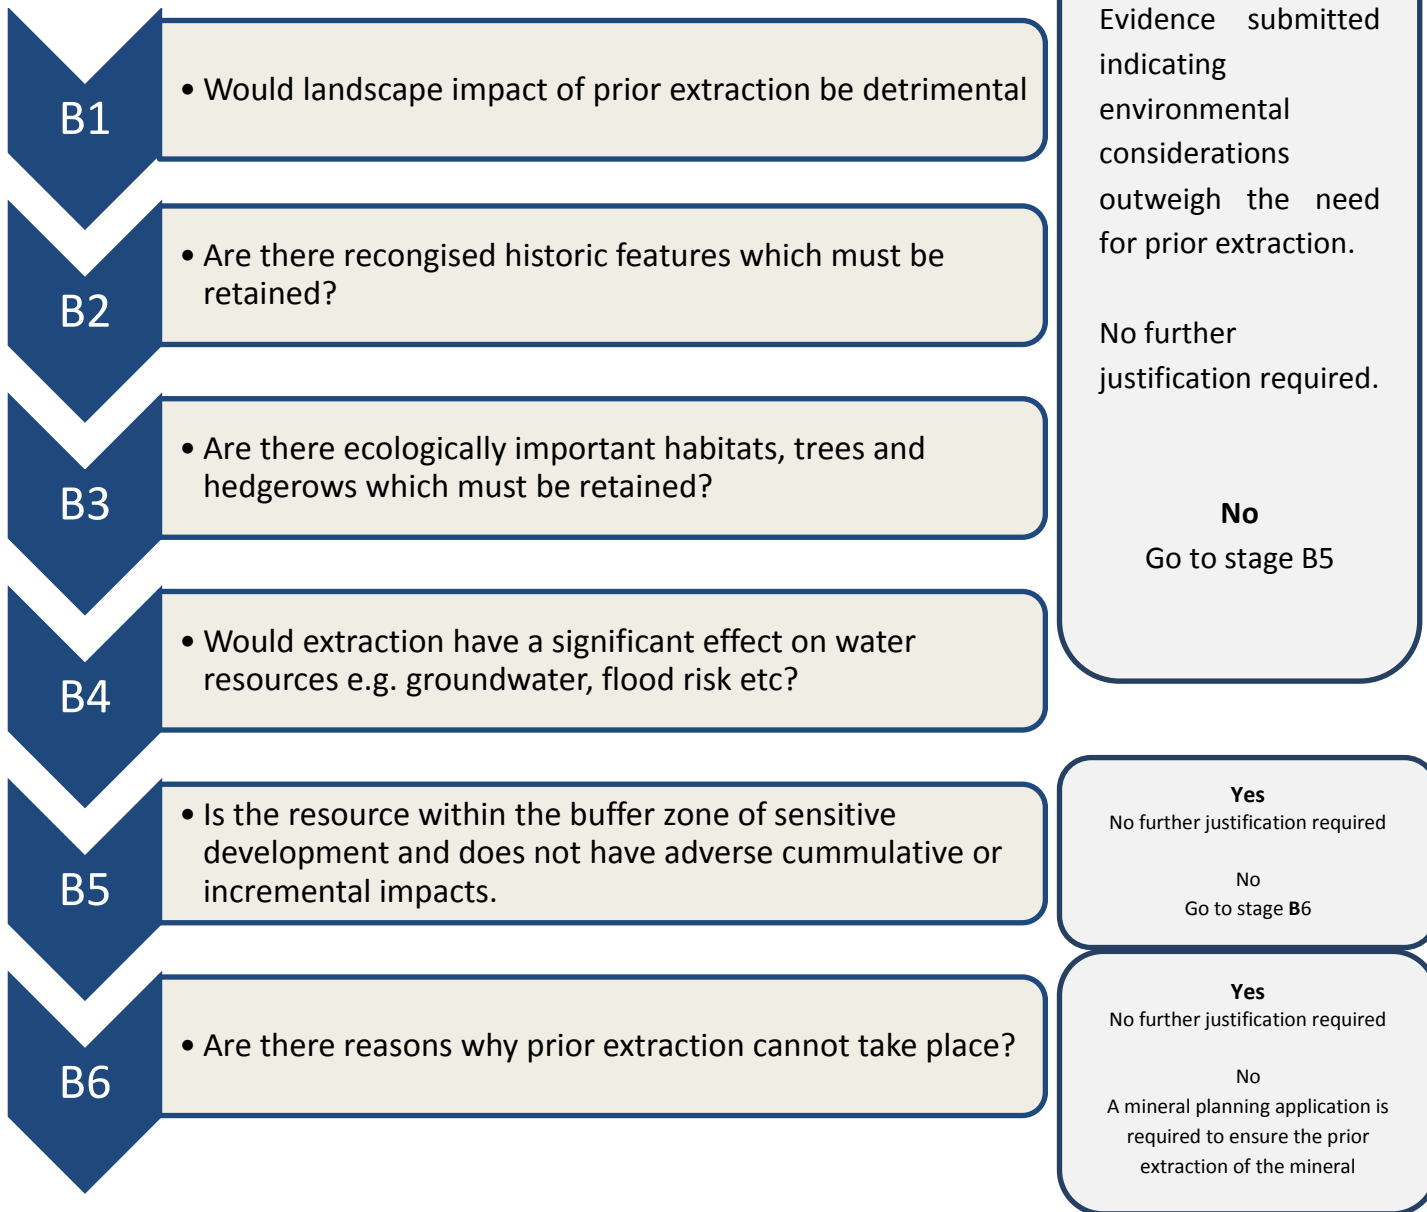 B1
• Would landscape impact of prior extraction be detrimental
B2
• Are there recongised historic features which must be
retained?
B3
• Are there ecologically important habitats, trees and
hedgerows which must be retained?
B4
• Would extraction have a significant effect on water
resources e.g. groundwater, flood risk etc?
Evidence submitted
indicating
environmental
considerations
outweigh the need
for prior extraction.
No further
justification required.
No
Go to stage B5
B5
• Is the resource within the buffer zone of sensitive
development and does not have adverse cummulative or
incremental impacts.
Yes
No further justification required
No
Go to stage B6
B6
• Are there reasons why prior extraction cannot take place?
Yes
No further justification required
No
A mineral planning application is
required to ensure the prior
extraction of the mineral